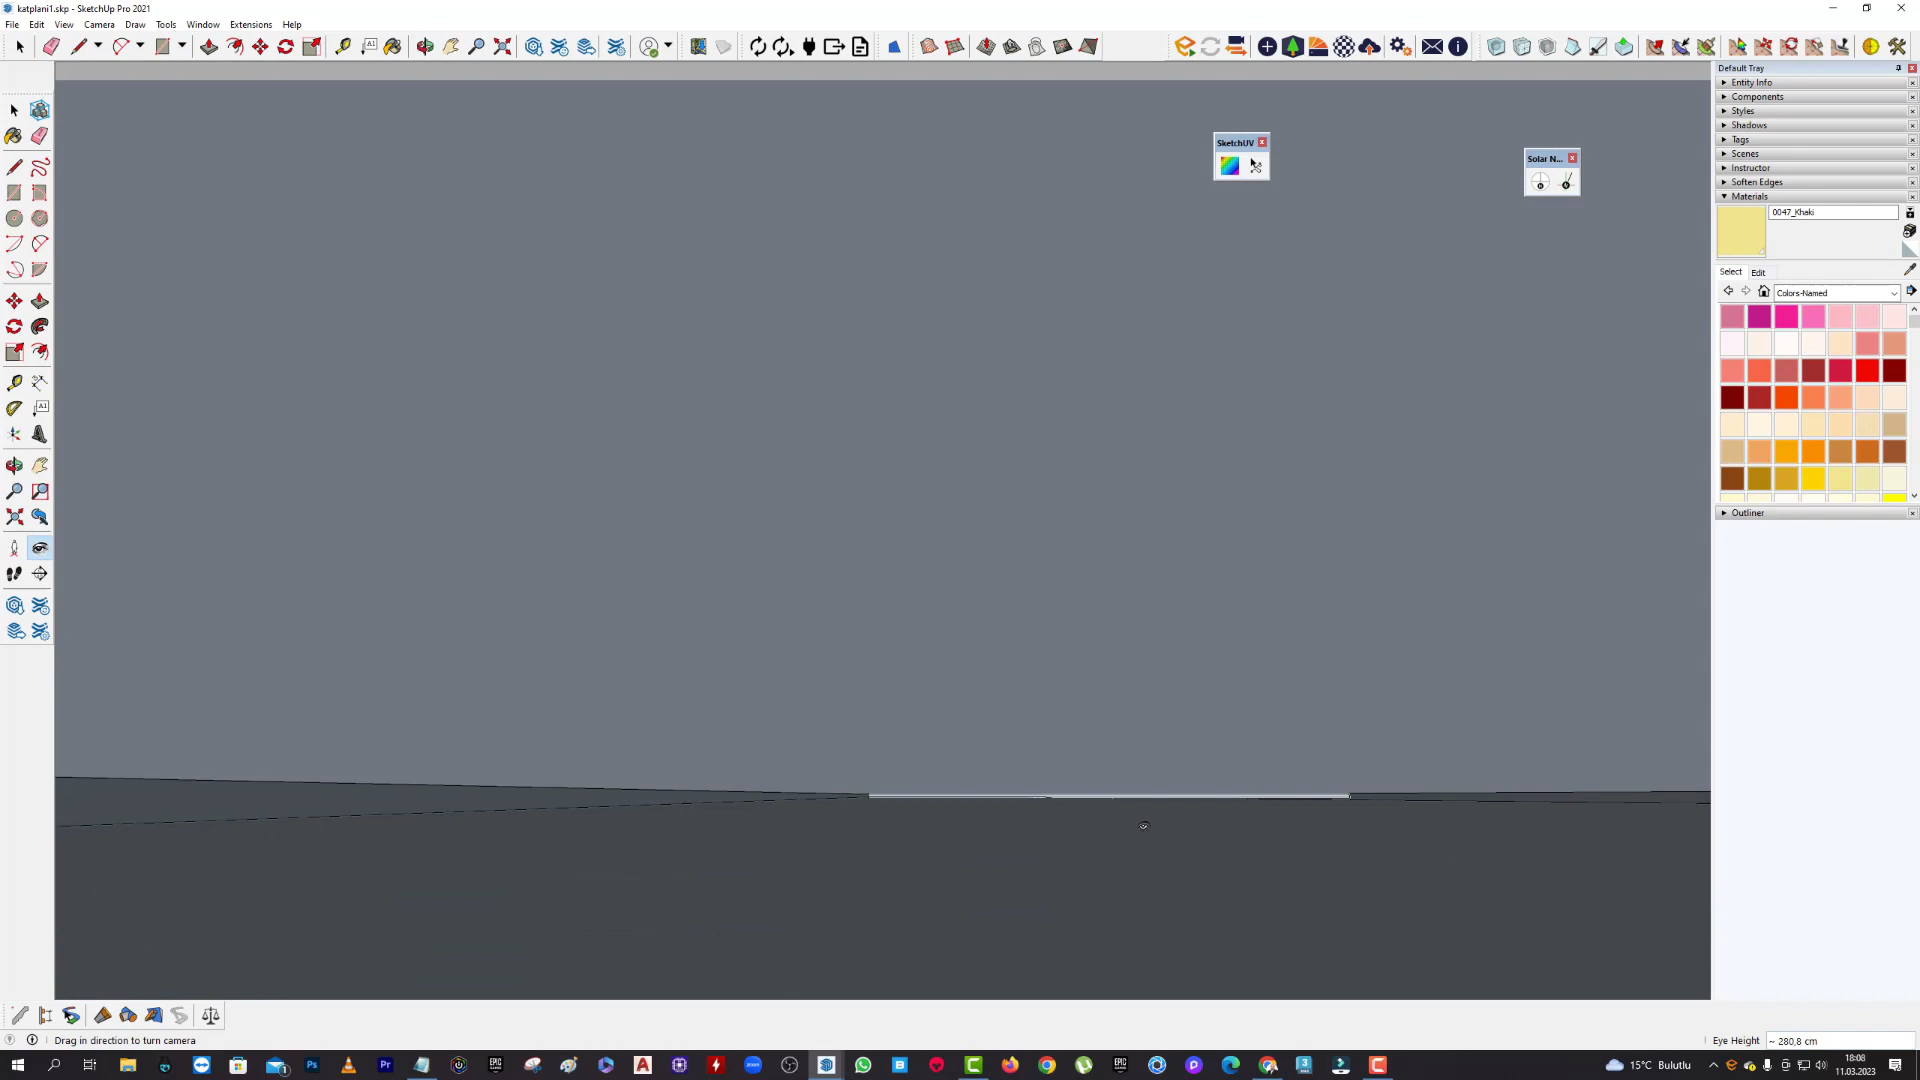 katplani1.skp - SketchUp Pro 2021
File Edit View Camera Draw Tools Window Extensions Help
Default Tray
Entity Info
Components
Styles
Shadows
Tags
Scenes
Instructor
Soften Edges
Materials
0047_Khaki
Select Edit
Colors-Named
Outliner
SketchUV
Solar N...
Drag in direction to turn camera
Eye Height ~ 280,8 cm
15°C Bulutlu
18:08
11.03.2023